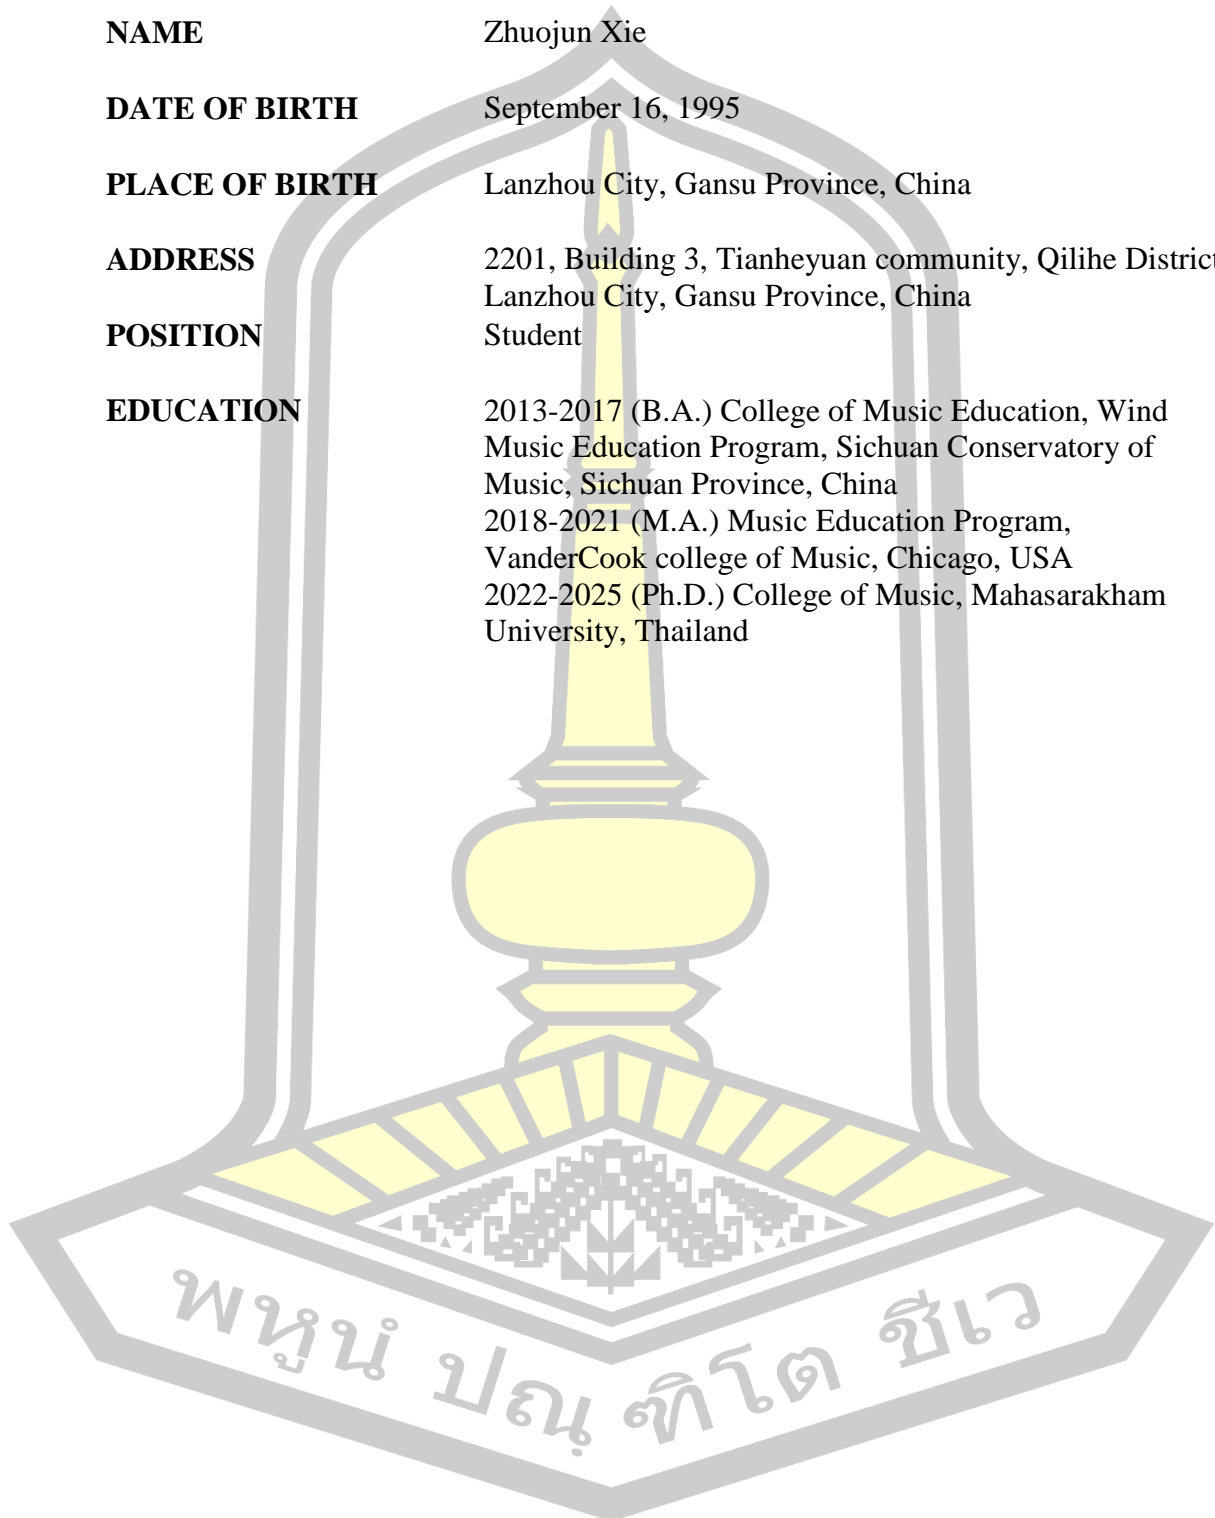 NAME Zhuojun Xie
DATE OF BIRTH September 16, 1995
PLACE OF BIRTH Lanzhou City, Gansu Province, China
ADDRESS 2201, Building 3, Tianheyuan community, Qilihe District
Lanzhou City, Gansu Province, China
POSITION Student
EDUCATION 2013-2017 (B.A.) College of Music Education, Wind
Music Education Program, Sichuan Conservatory of
Music, Sichuan Province, China
2018-2021 (M.A.) Music Education Program,
VanderCook college of Music, Chicago, USA
2022-2025 (Ph.D.) College of Music, Mahasarakham
University, Thailand
พหูนํ ปณฺฑิโต ชีเว